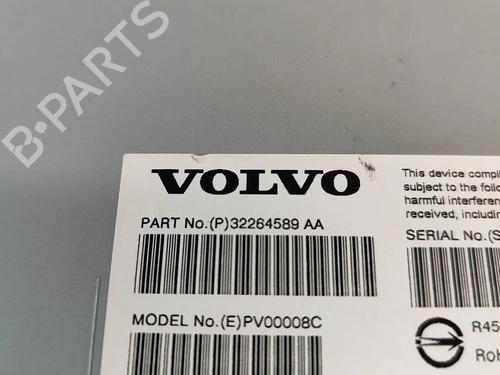 B-PARTS
VOLVO
PART No.(P)32264589 AA
MODEL No.(E)PV00008C
This device compli
subject to the follo
harmful interferen
received, includin
SERIAL No.(S
R45
RoH